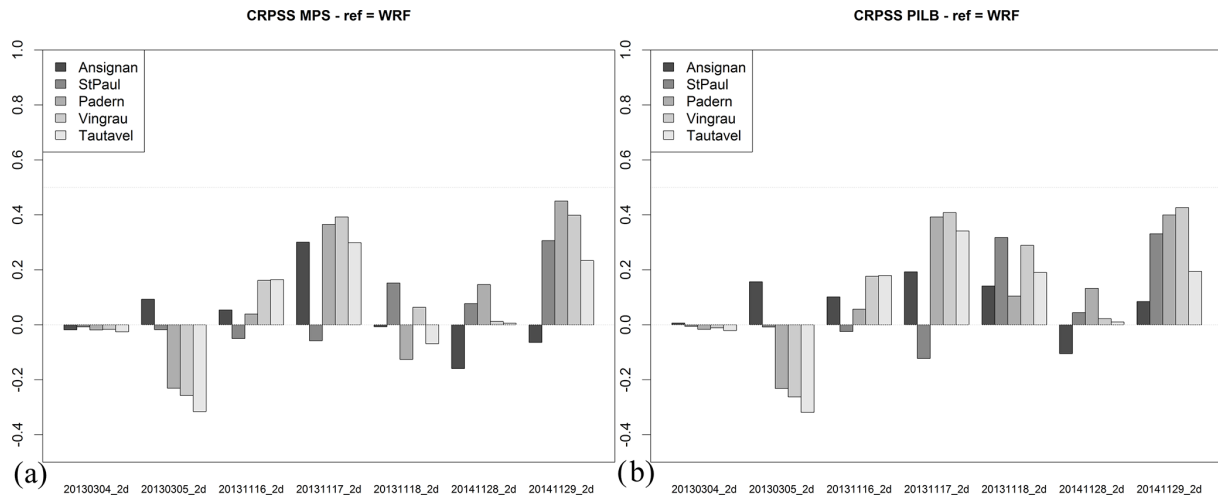 CRPSS MPS - ref = WRF
1.0
0.8
0.6
0.4
0.2
0.0
-0.2
-0.4
Ansignan
StPaul
Padern
Vingrau
Tautavel
(a)
20130304_2d 20130305_2d 20131116_2d 20131117_2d 20131118_2d 20141128_2d 20141129_2d
CRPSS PILB - ref = WRF
1.0
0.8
0.6
0.4
0.2
0.0
-0.2
-0.4
Ansignan
StPaul
Padern
Vingrau
Tautavel
(b)
20130304_2d 20130305_2d 20131116_2d 20131117_2d 20131118_2d 20141128_2d 20141129_2d